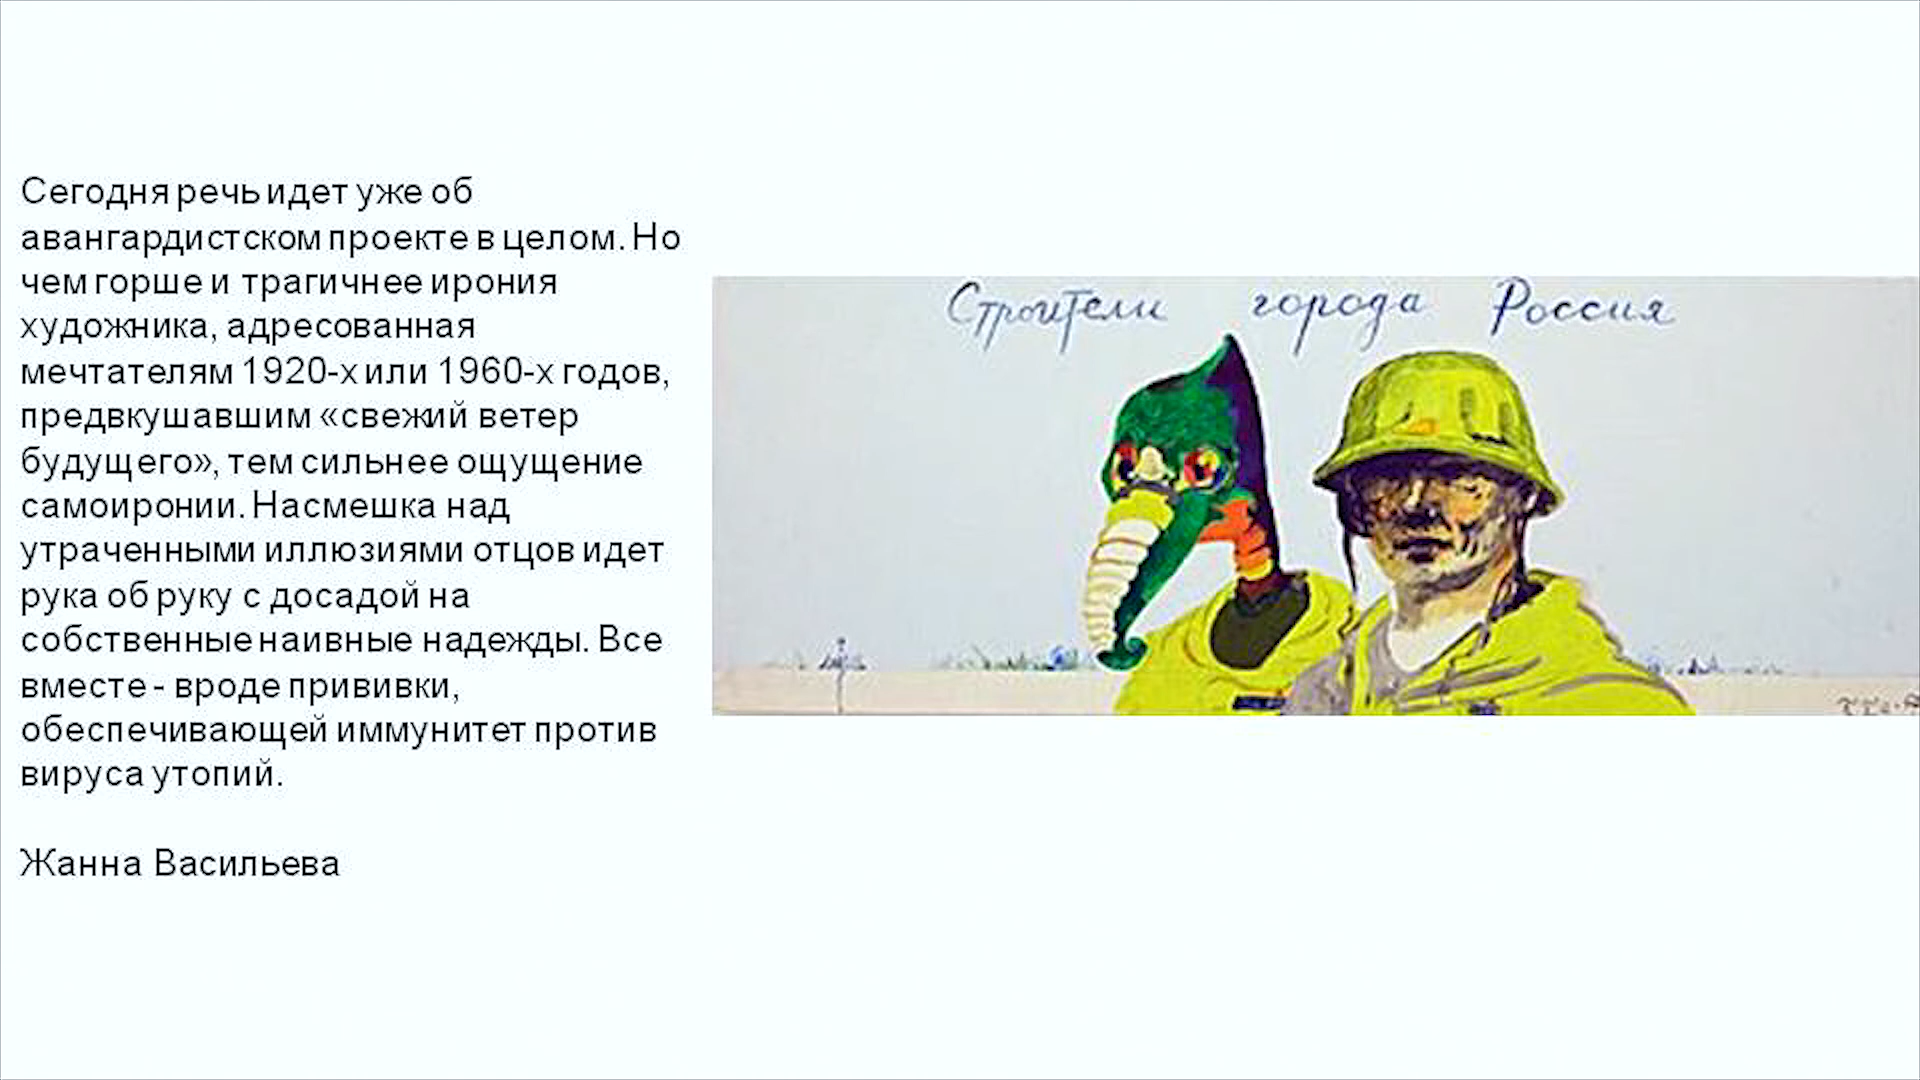 Сегодня речь идет уже об
авангардистском проекте в целом. Но
чем горше и трагичнее ирония
художника, адресованная
мечтателям 1920-х или 1960-х годов,
предвкушавшим «свежий ветер
будущего», тем сильнее ощущение
самоиронии. Насмешка над
утраченными иллюзиями отцов идет
рука об руку с досадой на
собственные наивные надежды. Все
вместе - вроде прививки,
обеспечивающей иммунитет против
вируса утопий.
Жанна Васильева
Строители города Россия